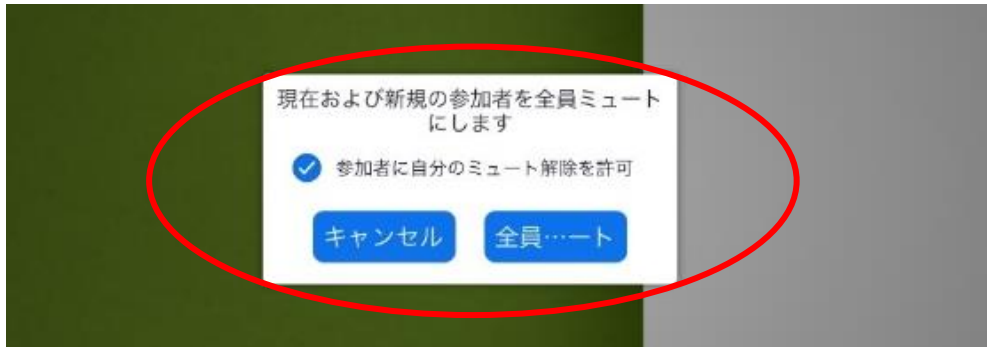 現在および新規の参加者を全員ミュート
にします
参加者に自分のミュート解除を許可
キャンセル
全員…ート